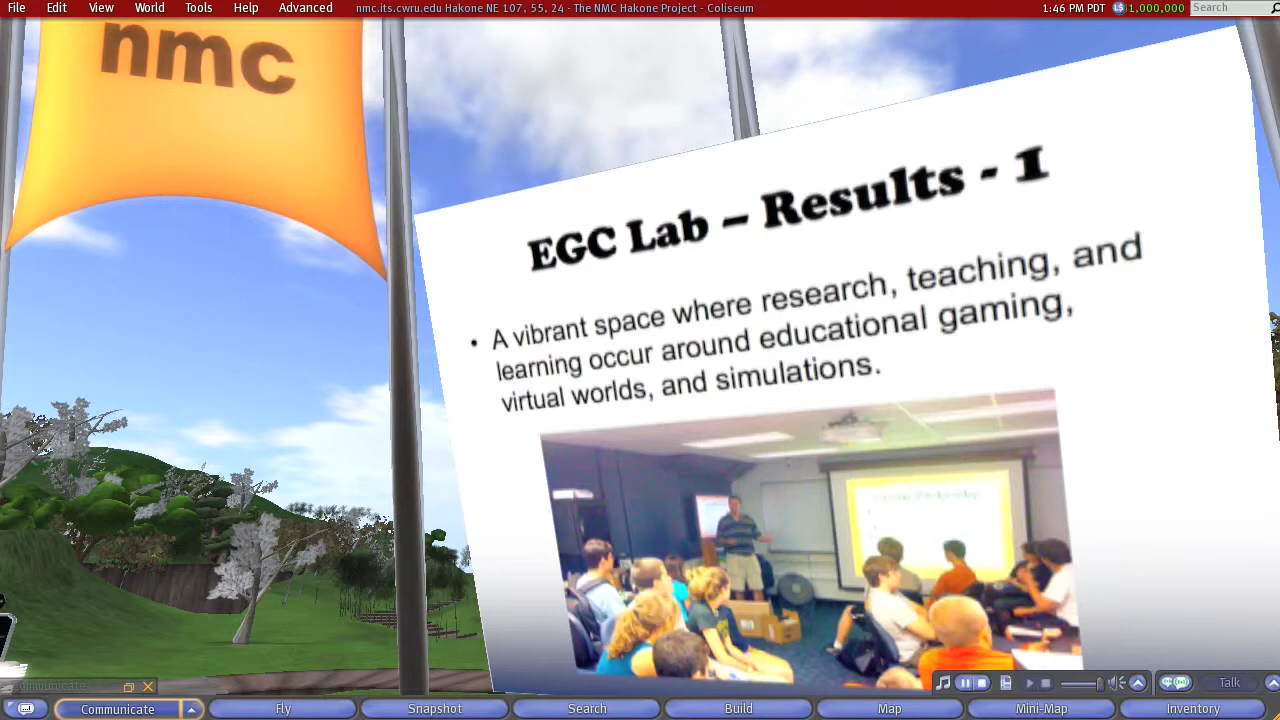 File Edit View World Tools Help Advanced nmc.its.cwru.edu Hakone NE 107, 55, 24 - The NMC Hakone Project - Coliseum 1:46 PM PDT L$ 1,000,000 Search
nmc
EGC Lab – Results - 1
• A vibrant space where research, teaching, and
learning occur around educational gaming,
virtual worlds, and simulations.
Communicate
Talk
Communicate Fly Snapshot Search Build Map Mini-Map Inventory